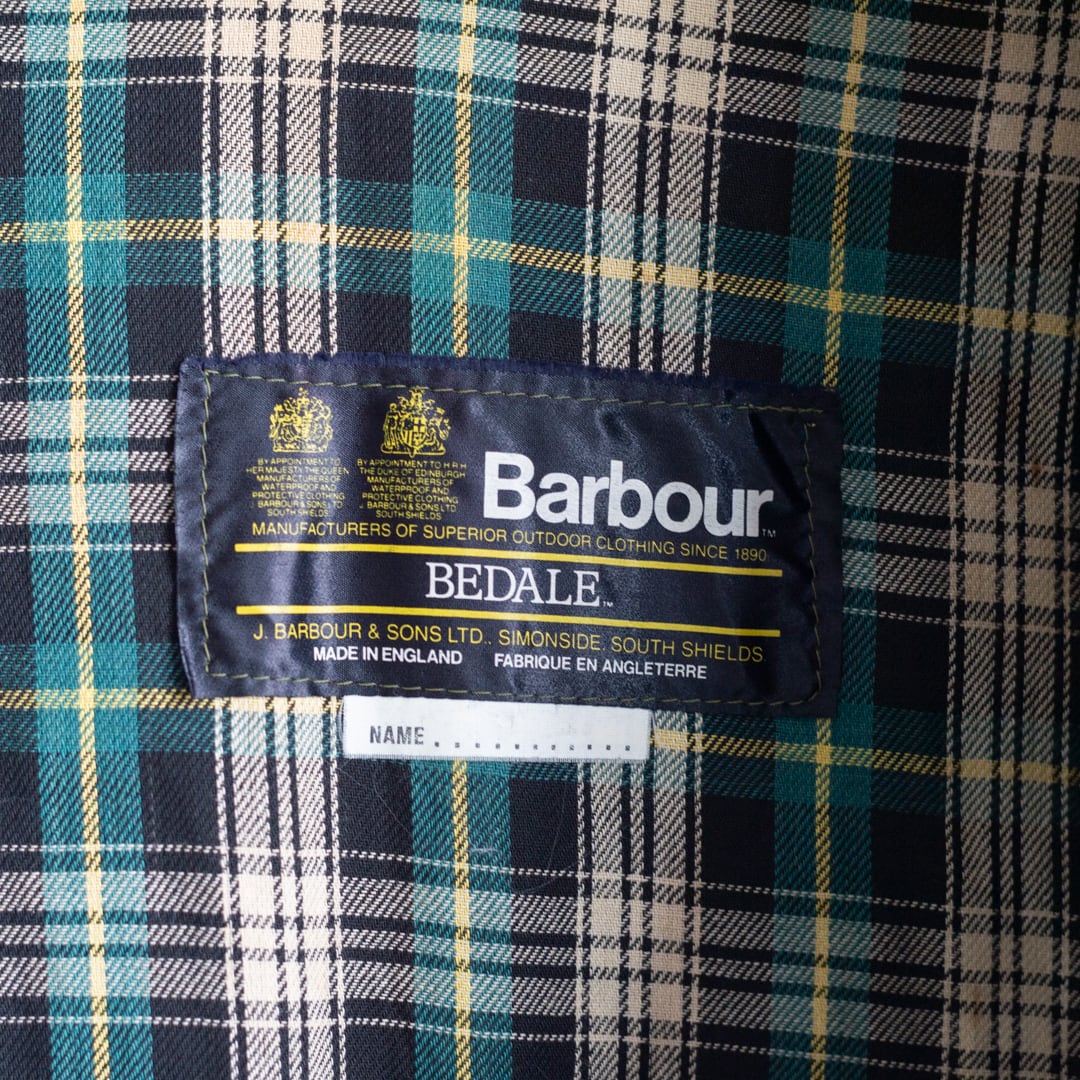 BY APPOINTMENT TO
HER MAJESTY THE QUEEN
MANUFACTURERS OF
WATERPROOF AND
PROTECTIVE CLOTHING
J. BARBOUR & SONS LTD
SOUTH SHIELDS
BY APPOINTMENT TO H R H
THE DUKE OF EDINBURGH
MANUFACTURERS OF
WATERPROOF AND
PROTECTIVE CLOTHING
J. BARBOUR & SONS LTD
SOUTH SHIELDS
Barbour™
MANUFACTURERS OF SUPERIOR OUTDOOR CLOTHING SINCE 1890
BEDALE™
J. BARBOUR & SONS LTD., SIMONSIDE, SOUTH SHIELDS.
MADE IN ENGLAND FABRIQUE EN ANGLETERRE
NAME ..............